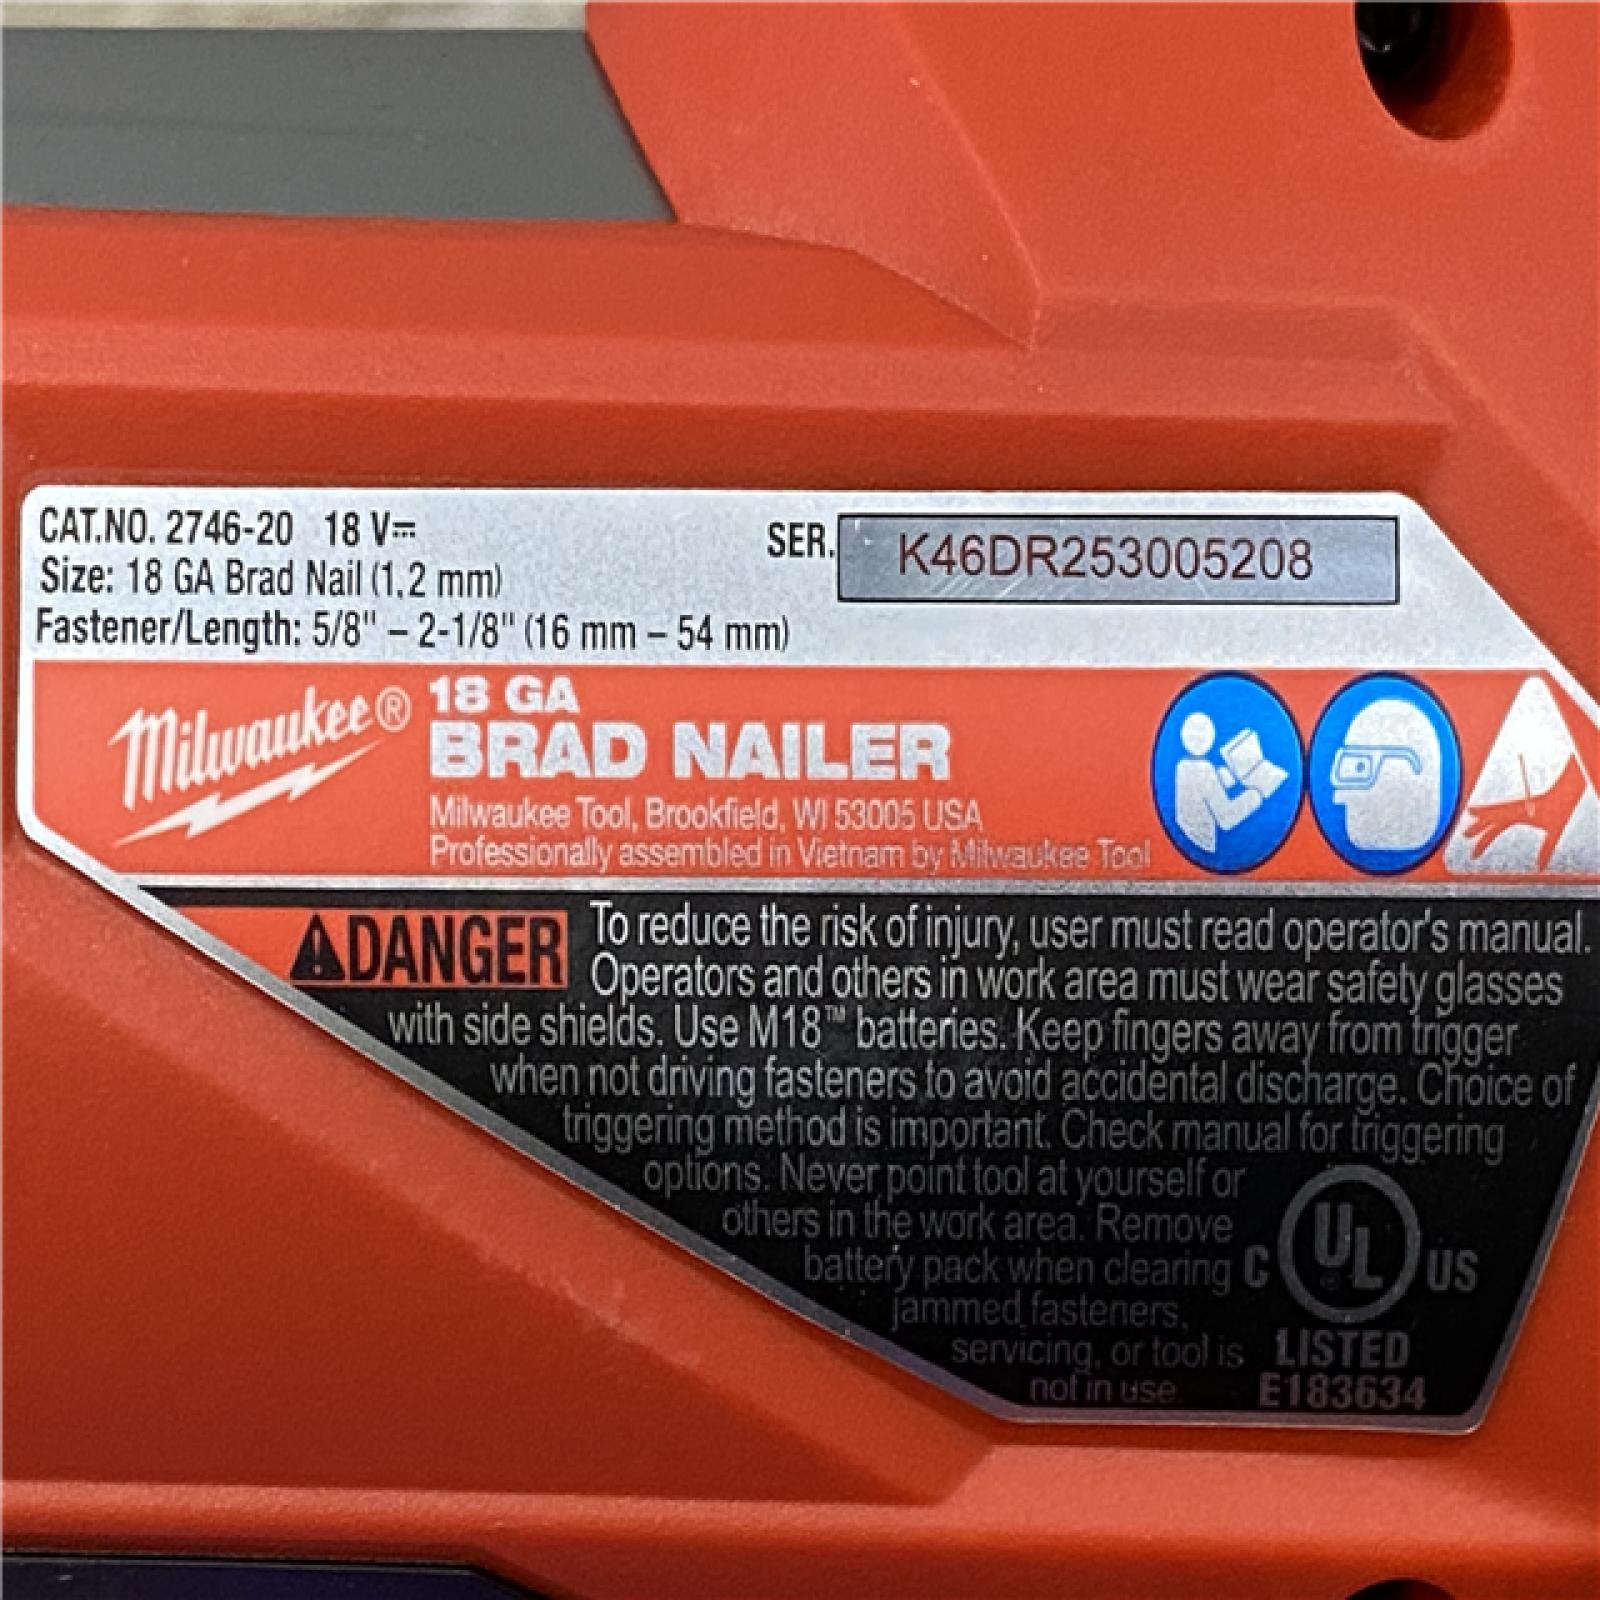 CAT.NO. 2746-20 18 V⎓
SER. K46DR253005208
Size: 18 GA Brad Nail (1,2 mm)
Fastener/Length: 5/8" – 2-1/8" (16 mm – 54 mm)
Milwaukee® 18 GA
BRAD NAILER
Milwaukee Tool, Brookfield, WI 53005 USA
Professionally assembled in Vietnam by Milwaukee Tool
⚠DANGER To reduce the risk of injury, user must read operator's manual.
Operators and others in work area must wear safety glasses
with side shields. Use M18™ batteries. Keep fingers away from trigger
when not driving fasteners to avoid accidental discharge. Choice of
triggering method is important. Check manual for triggering
options. Never point tool at yourself or
others in the work area. Remove
battery pack when clearing
jammed fasteners,
servicing, or tool is
not in use.
C UL® US
LISTED
E183634